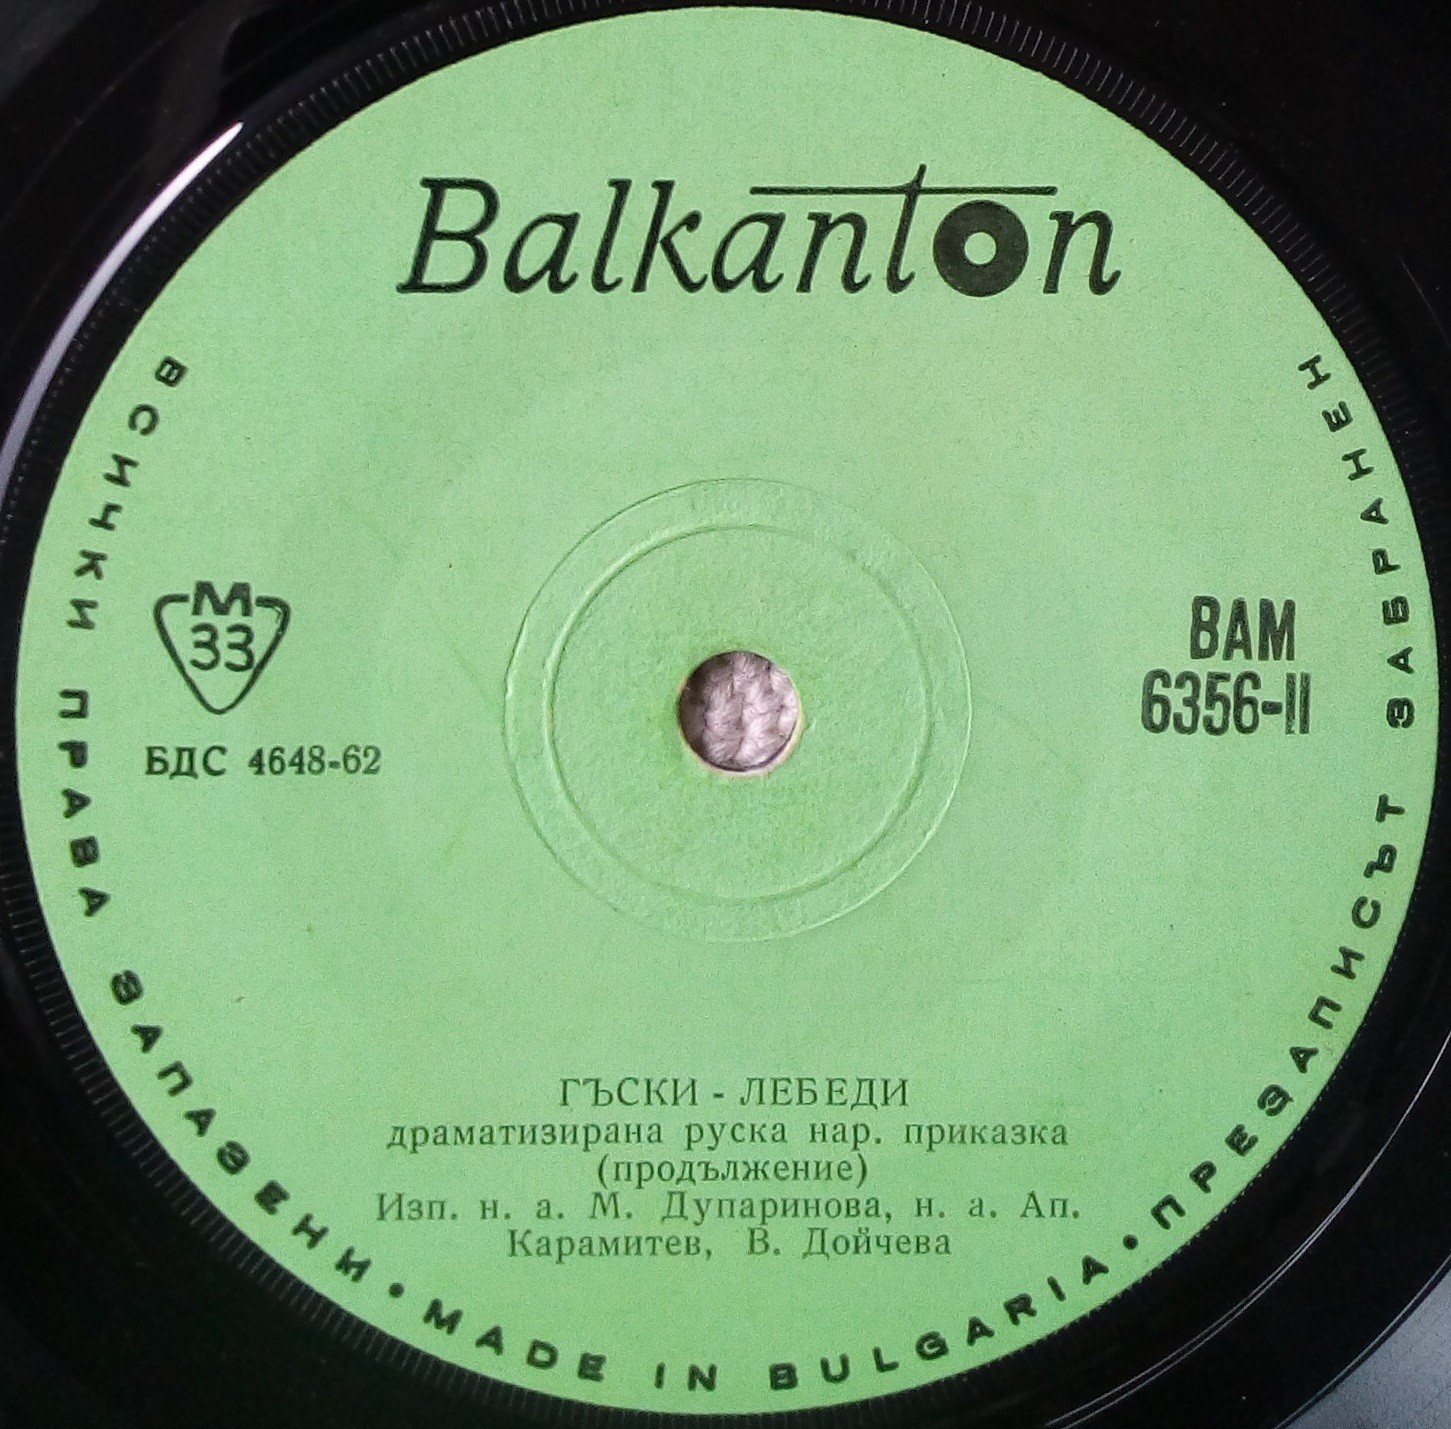 Balkanton
ВСИЧКИ ПРАВА ЗАПАЗЕНИ • MADE IN BULGARIA • ПРЕЗАПИСЪТ ЗАБРАНЕН
М
33
БДС 4648-62
ВАМ
6356-II
ГЪСКИ - ЛЕБЕДИ
драматизирана руска нар. приказка
(продължение)
Изп. н. а. М. Дупаринова, н. а. Ап.
Карамитев, В. Дойчева